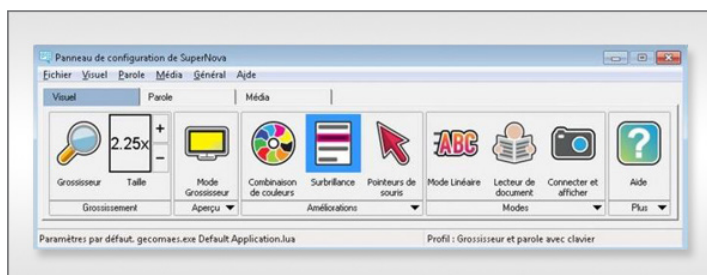 Panneau de configuration de SuperNova
Fichier Visuel Parole Média Général Ajde
Visuel Parole Média
2.25x + −
ABC
?
Grossisseur Taille Mode Grossisseur Combinaison de couleurs Surbrillance Pointeurs de souris Mode Linéaire Lecteur de document Connecter et afficher Aide
Grossissement Aperçu Améliorations Modes Plus
Paramètres par défaut. gecomaes.exe Default Application.lua Profil : Grossisseur et parole avec clavier